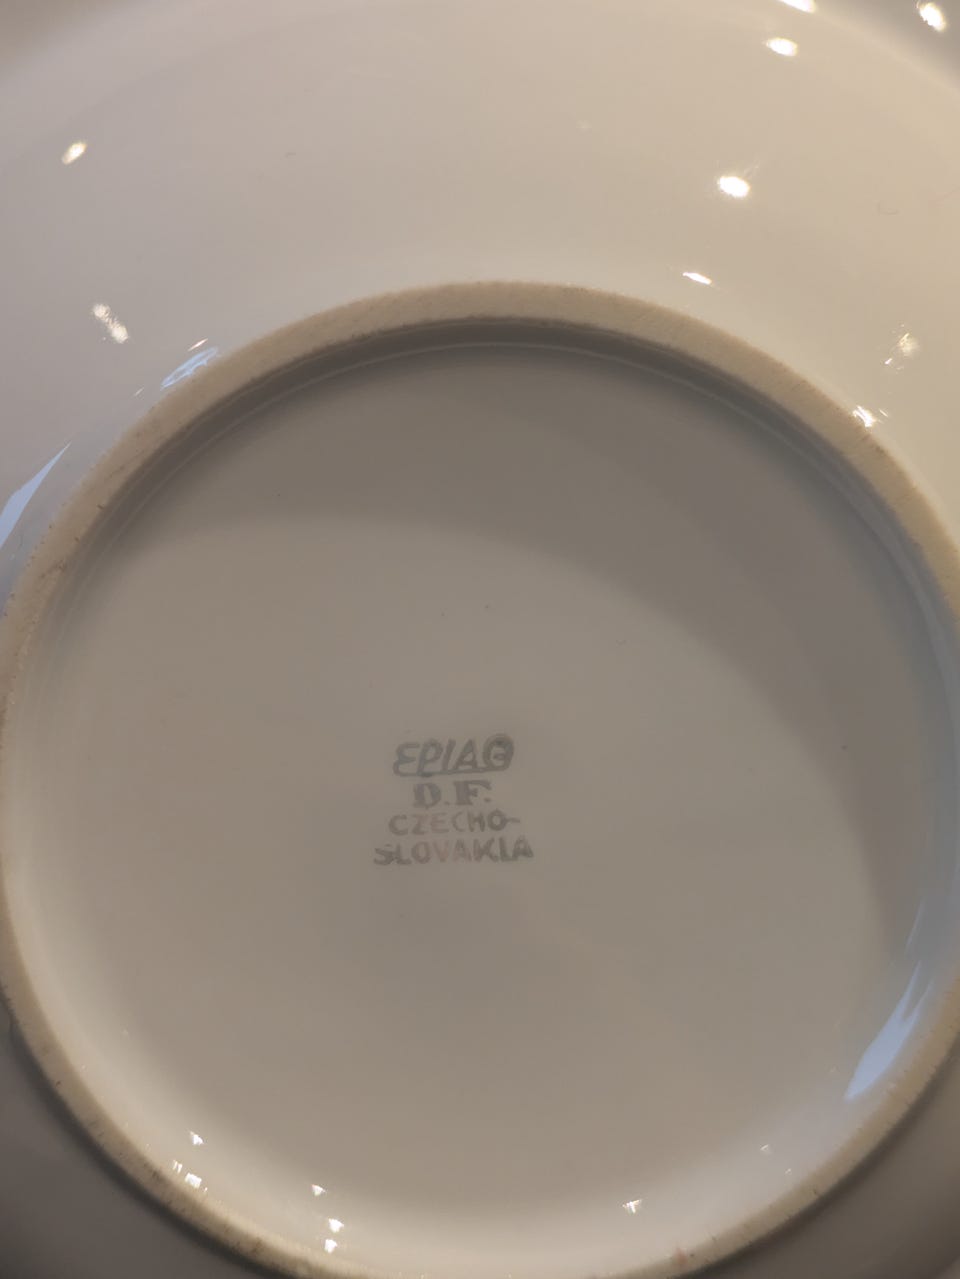 EPIAG
D.F.
CZECHO-
SLOVAKIA